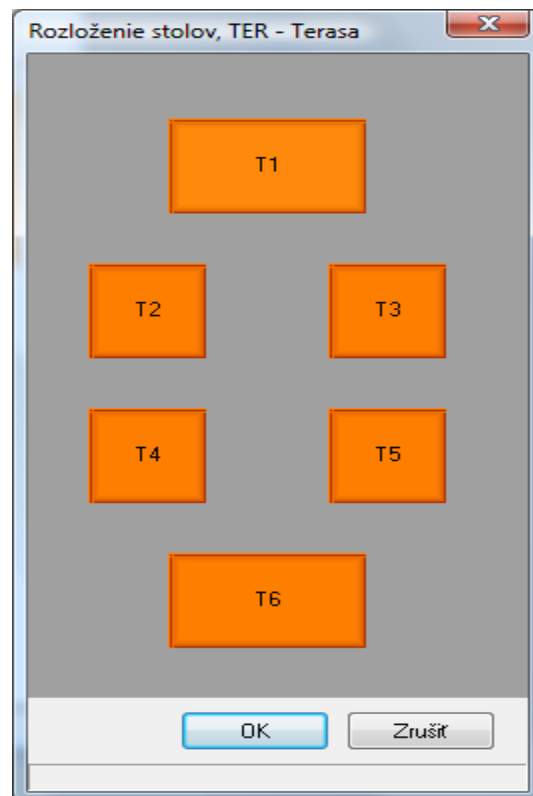 Rozloženie stolov, TER - Terasa
T1
T2 T3
T4 T5
T6
OK Zrušiť